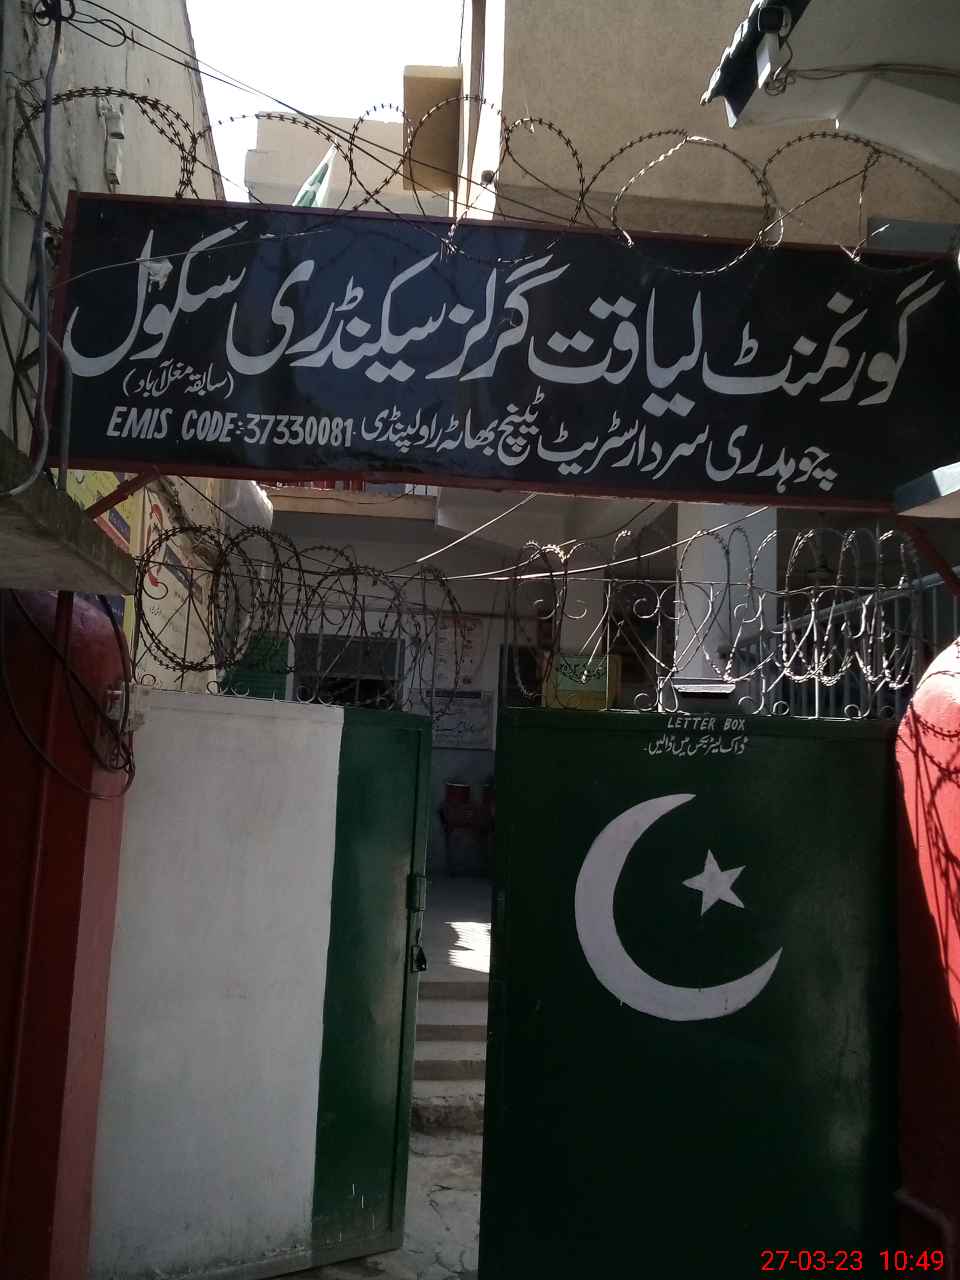 گورنمنٹ لیاقت گرلز سیکنڈری سکول
(سابقہ مغل آباد)
چوہدری سردار سٹریٹ ٹینچ بھاٹہ راولپنڈی
EMIS CODE: 37330081
LETTER BOX
ڈاک لیٹر بکس میں ڈالیں۔
27-03-23 10:49